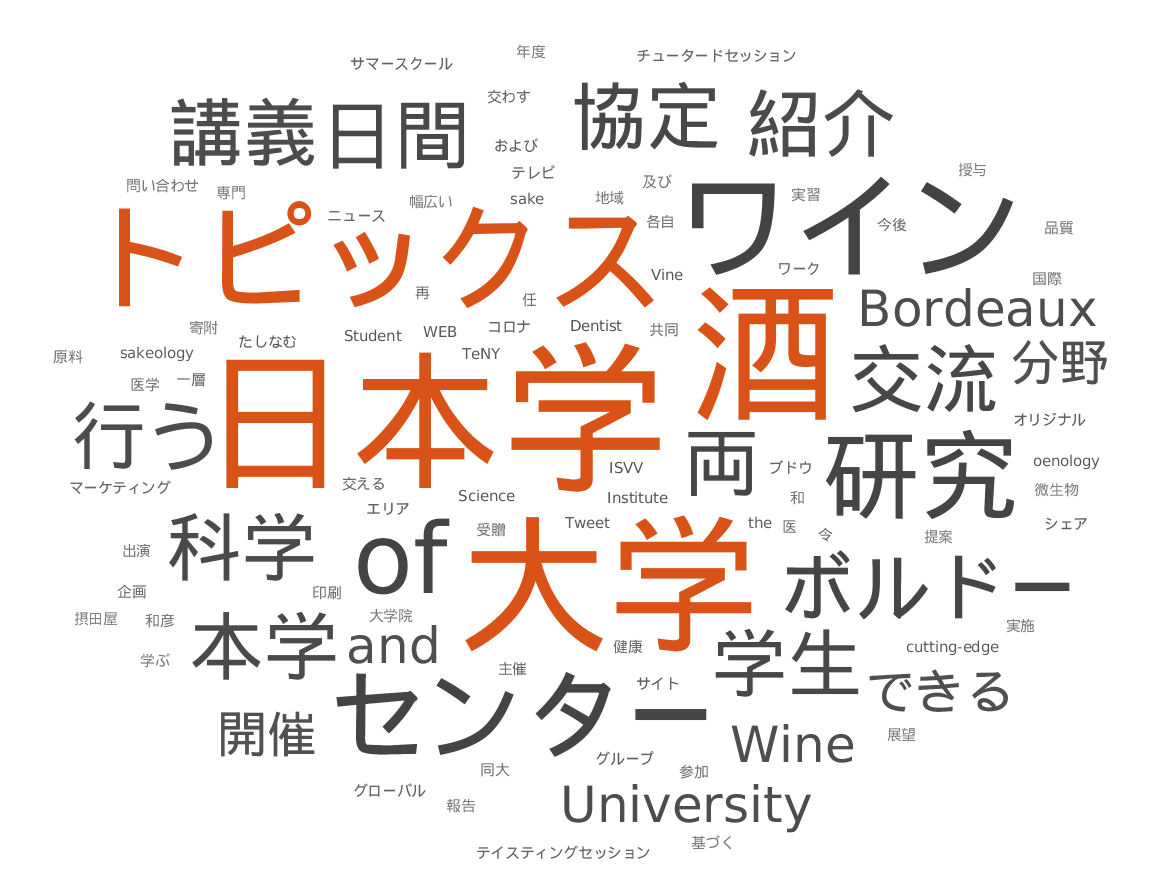 年度
サマースクール
チュータードセッション
交わす
講義
日間
協定
紹介
および
テレビ
授与
問い合わせ
専門
幅広い
sake
地域
及び
ワイン
実習
トピックス
ニュース
各自
今後
品質
Vine
ワーク
国際
再
任
酒
Bordeaux
寄附
たしなむ
Student
WEB
コロナ
Dentist
共同
原料
sakeology
TeNY
交流
分野
医学
一層
日本学
行う
オリジナル
両
研究
ISVV
ブドウ
oenology
マーケティング
交える
Science
Institute
和
微生物
エリア
受贈
Tweet
the
医
令
シェア
提案
科学
of
大学
出演
ボルドー
企画
印刷
摂田屋
和彦
大学院
実施
本学
and
健康
学生
cutting-edge
学ぶ
主催
サイト
できる
センター
開催
Wine
展望
グループ
同大
参加
グローバル
報告
University
基づく
テイスティングセッション